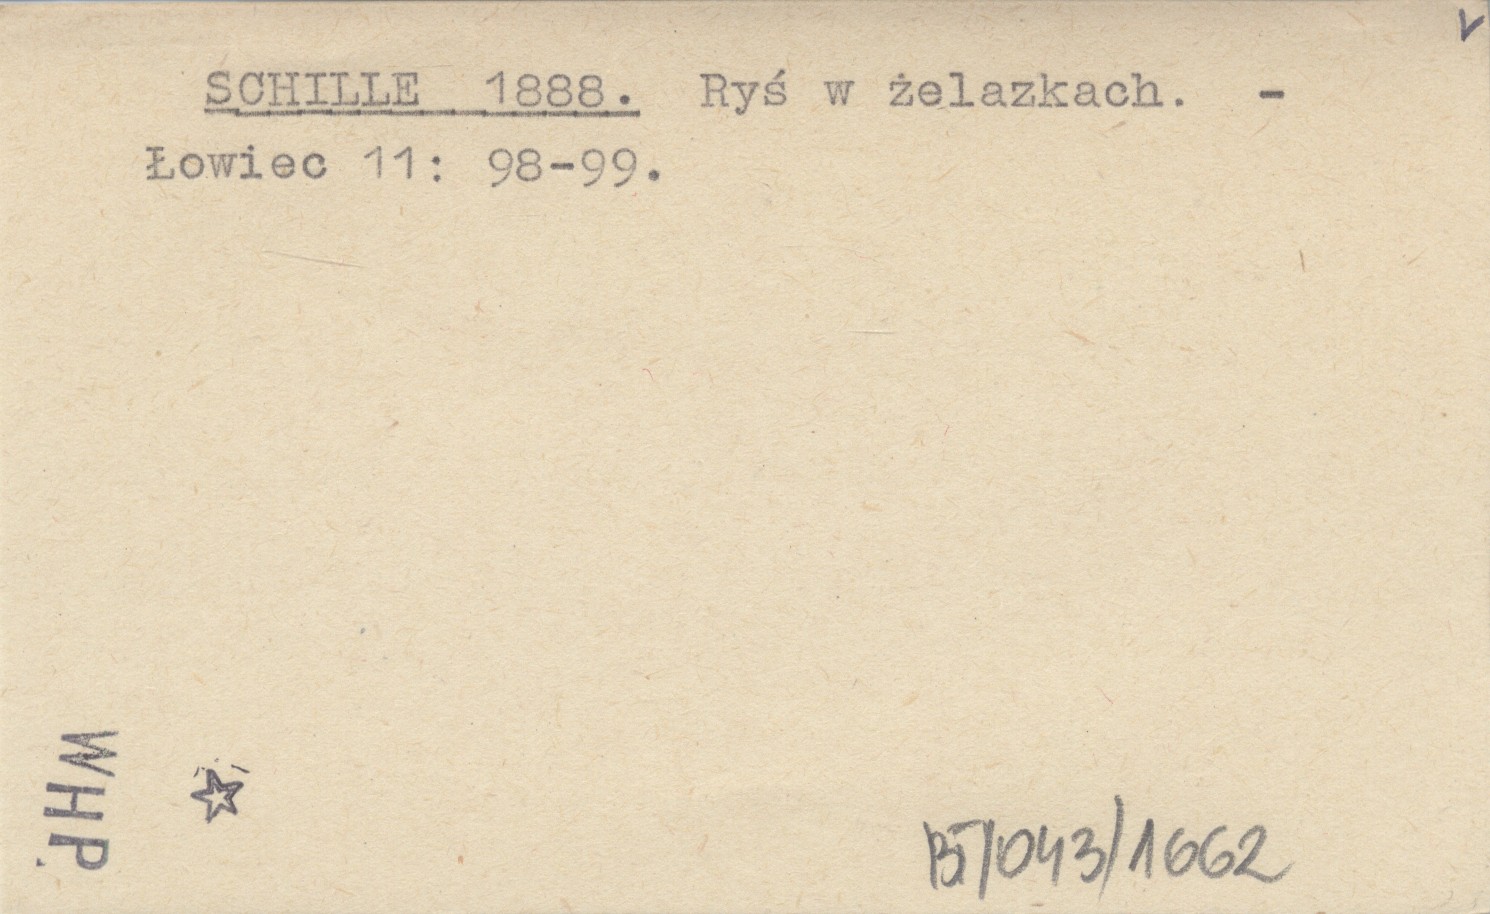 SCHILLE 1888. Ryś w żelazkach. -
Łowiec 11: 98-99.
WHP.
/043/1662